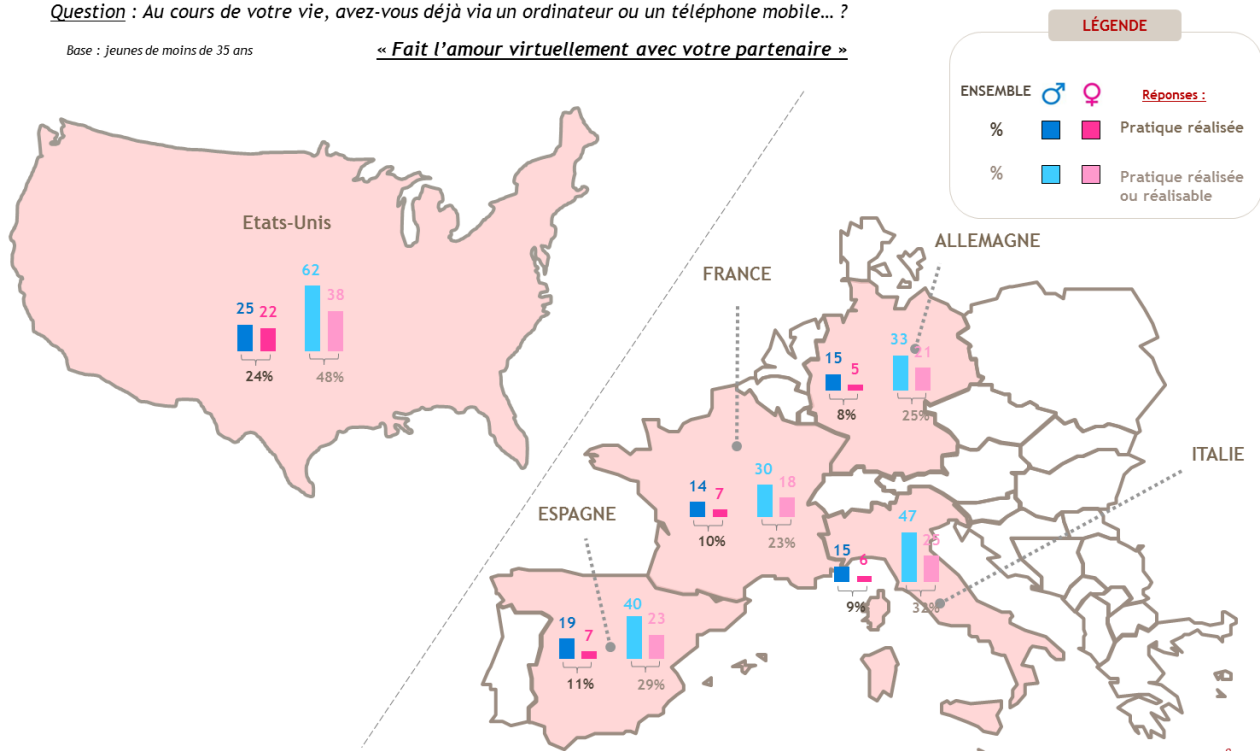 Question : Au cours de votre vie, avez-vous déjà via un ordinateur ou un téléphone mobile… ?
Base : jeunes de moins de 35 ans
« Fait l’amour virtuellement avec votre partenaire »
LÉGENDE
ENSEMBLE ♂ ♀ Réponses :
% Pratique réalisée
% Pratique réalisée
ou réalisable
Etats-Unis
62
38
25 22
24% 48%
ALLEMAGNE
33
21
15
5
8% 25%
FRANCE
30
18
14
7
10% 23%
ITALIE
47
25
15
6
9% 32%
ESPAGNE
40
23
19
7
11% 29%